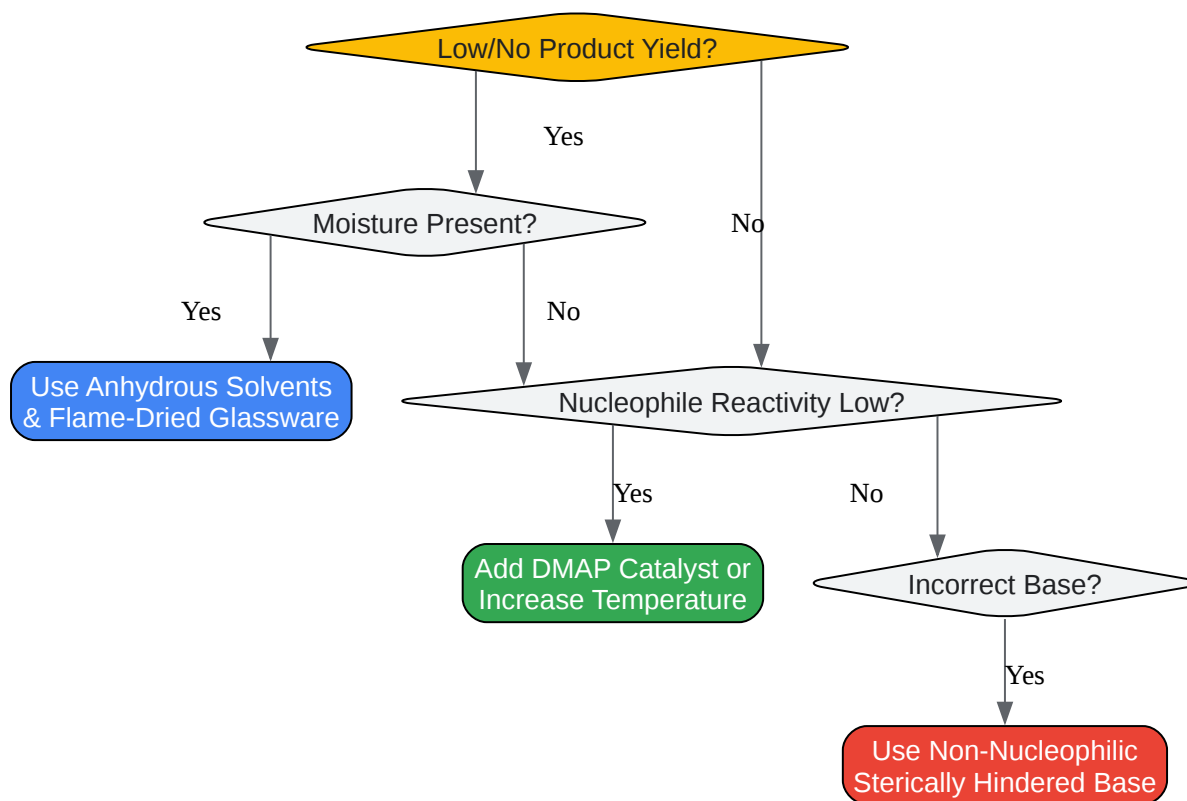 Low/No Product Yield?
Yes
No
Moisture Present?
Yes
No
Use Anhydrous Solvents
& Flame-Dried Glassware
Nucleophile Reactivity Low?
Yes
No
Add DMAP Catalyst or
Increase Temperature
Incorrect Base?
Yes
Use Non-Nucleophilic
Sterically Hindered Base